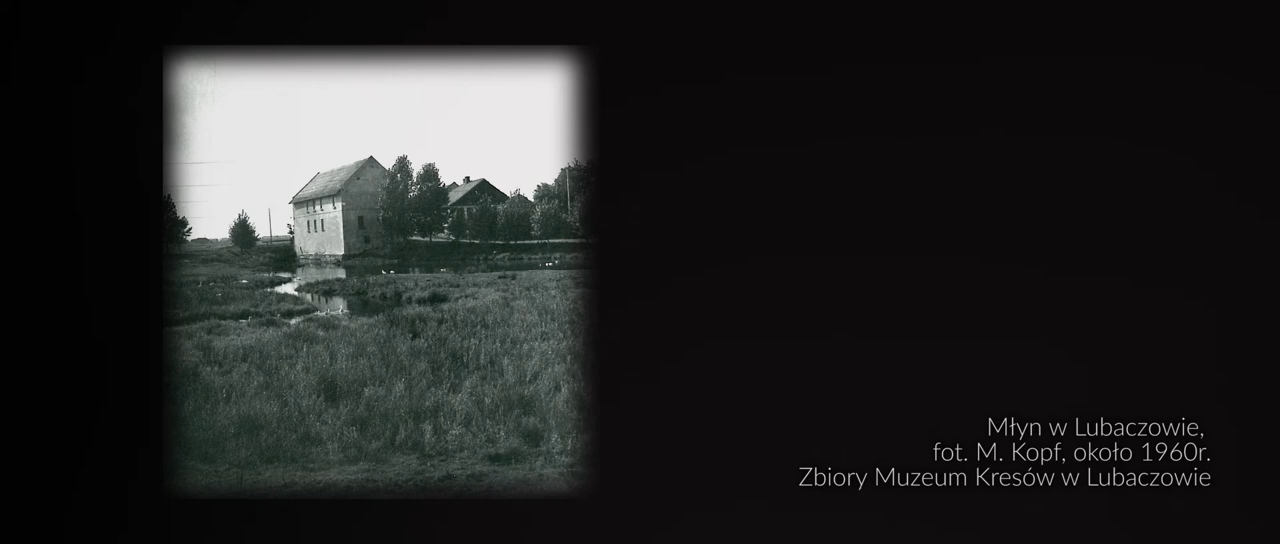 Młyn w Lubaczowie,
fot. M. Kopf, około 1960r.
Zbiory Muzeum Kresów w Lubaczowie